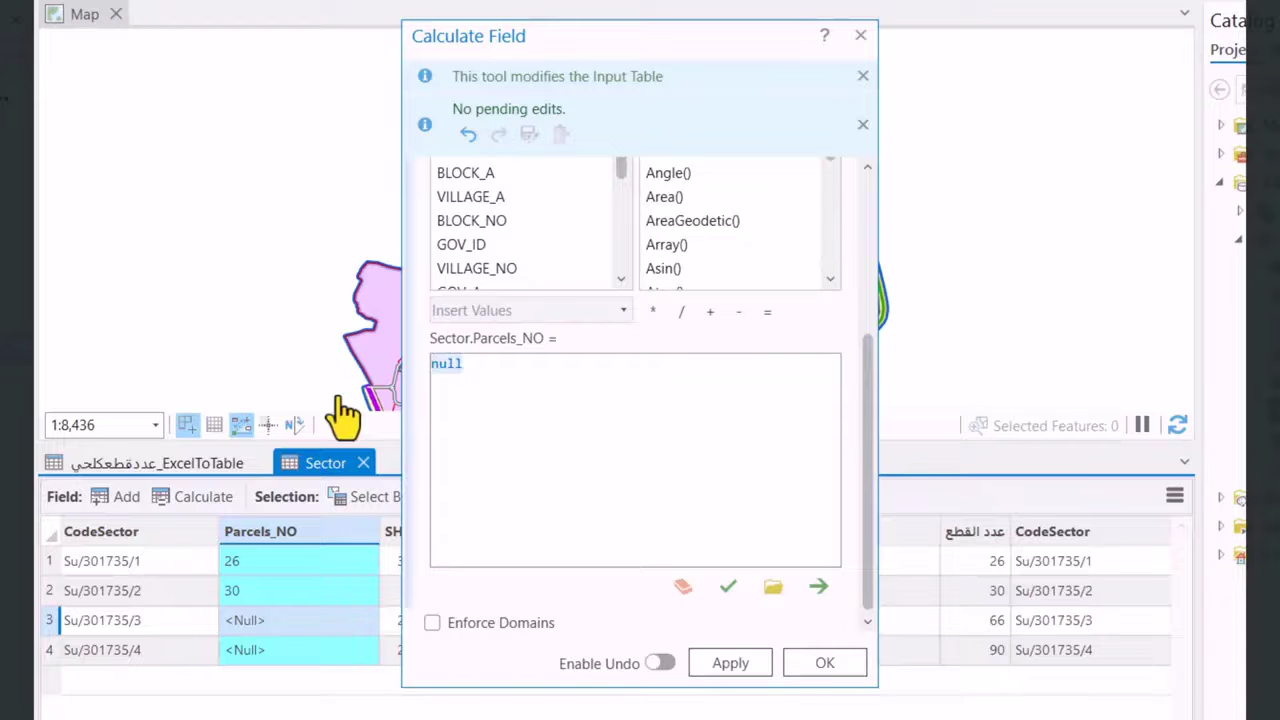 Map
Catalog
Proje
Calculate Field
?
This tool modifies the Input Table
No pending edits.
BLOCK_A
VILLAGE_A
BLOCK_NO
GOV_ID
VILLAGE_NO
Angle()
Area()
AreaGeodetic()
Array()
Asin()
Insert Values
* / + - =
Sector.Parcels_NO =
null
Enforce Domains
Enable Undo
Apply
OK
1:8,436
Selected Features: 0
عددقطعكلحي_ExcelToTable
Sector
Field: Add Calculate Selection: Select B
CodeSector Parcels_NO SH عدد القطع CodeSector
1 Su/301735/1 26 3 26 Su/301735/1
2 Su/301735/2 30 30 Su/301735/2
3 Su/301735/3 <Null> 2 66 Su/301735/3
4 Su/301735/4 <Null> 2 90 Su/301735/4